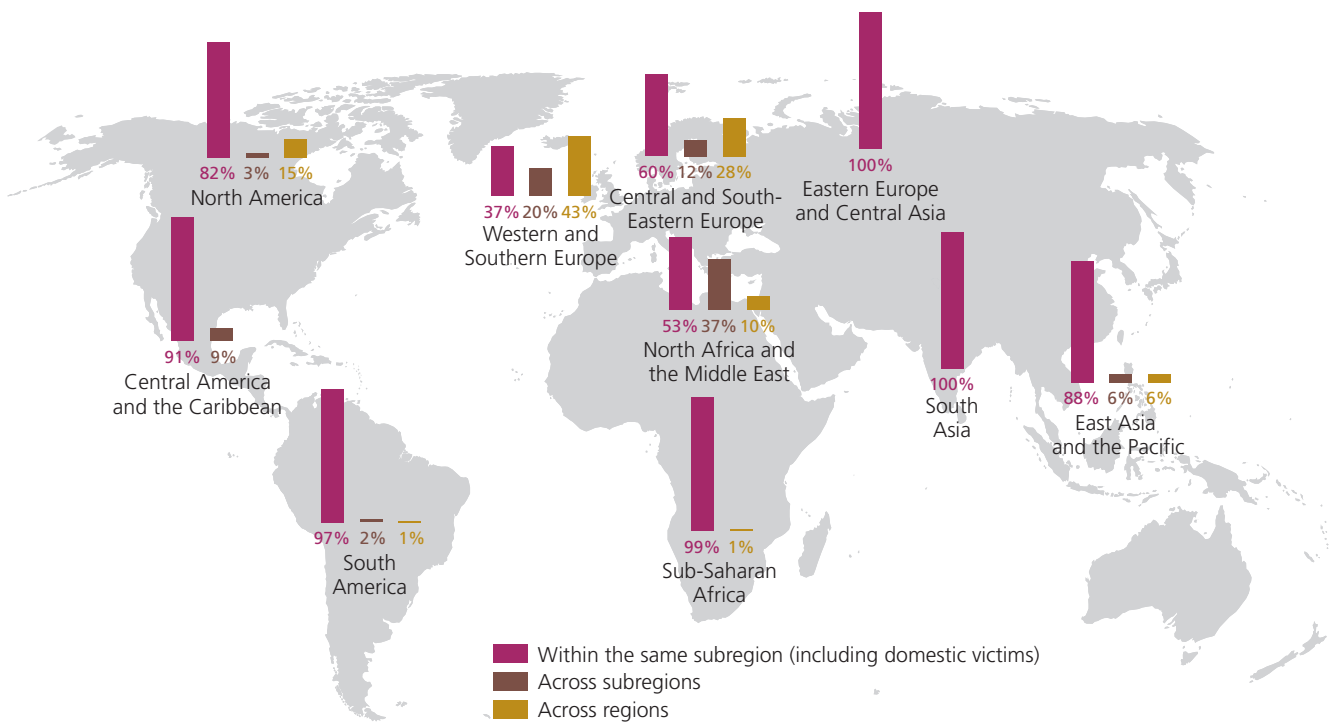 82% 3% 15%
North America
37% 20% 43%
Western and
Southern Europe
60% 12% 28%
Central and South-
Eastern Europe
100%
Eastern Europe
and Central Asia
91% 9%
Central America
and the Caribbean
53% 37% 10%
North Africa and
the Middle East
100%
South
Asia
88% 6% 6%
East Asia
and the Pacific
97% 2% 1%
South
America
99% 1%
Sub-Saharan
Africa
Within the same subregion (including domestic victims)
Across subregions
Across regions